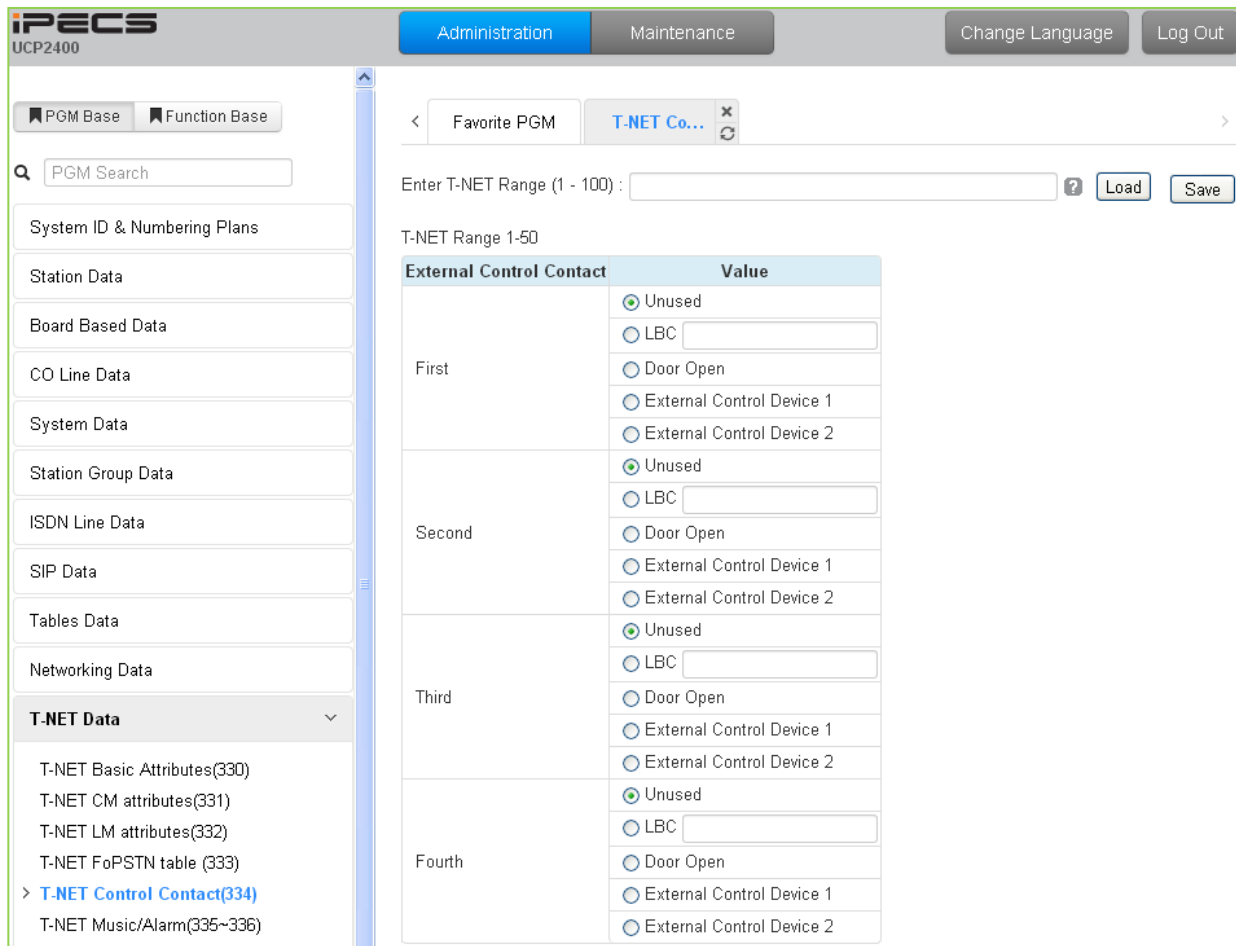 iPECS
UCP2400
Administration
Maintenance
Change Language
Log Out
PGM Base
Function Base
PGM Search
System ID & Numbering Plans
Station Data
Board Based Data
CO Line Data
System Data
Station Group Data
ISDN Line Data
SIP Data
Tables Data
Networking Data
T-NET Data
T-NET Basic Attributes(330)
T-NET CM attributes(331)
T-NET LM attributes(332)
T-NET FoPSTN table (333)
> T-NET Control Contact(334)
T-NET Music/Alarm(335~336)
< Favorite PGM
T-NET Co... ×
>
Enter T-NET Range (1 - 100) : ? Load Save
T-NET Range 1-50
External Control Contact Value
First
Unused
LBC
Door Open
External Control Device 1
External Control Device 2
Second
Unused
LBC
Door Open
External Control Device 1
External Control Device 2
Third
Unused
LBC
Door Open
External Control Device 1
External Control Device 2
Fourth
Unused
LBC
Door Open
External Control Device 1
External Control Device 2